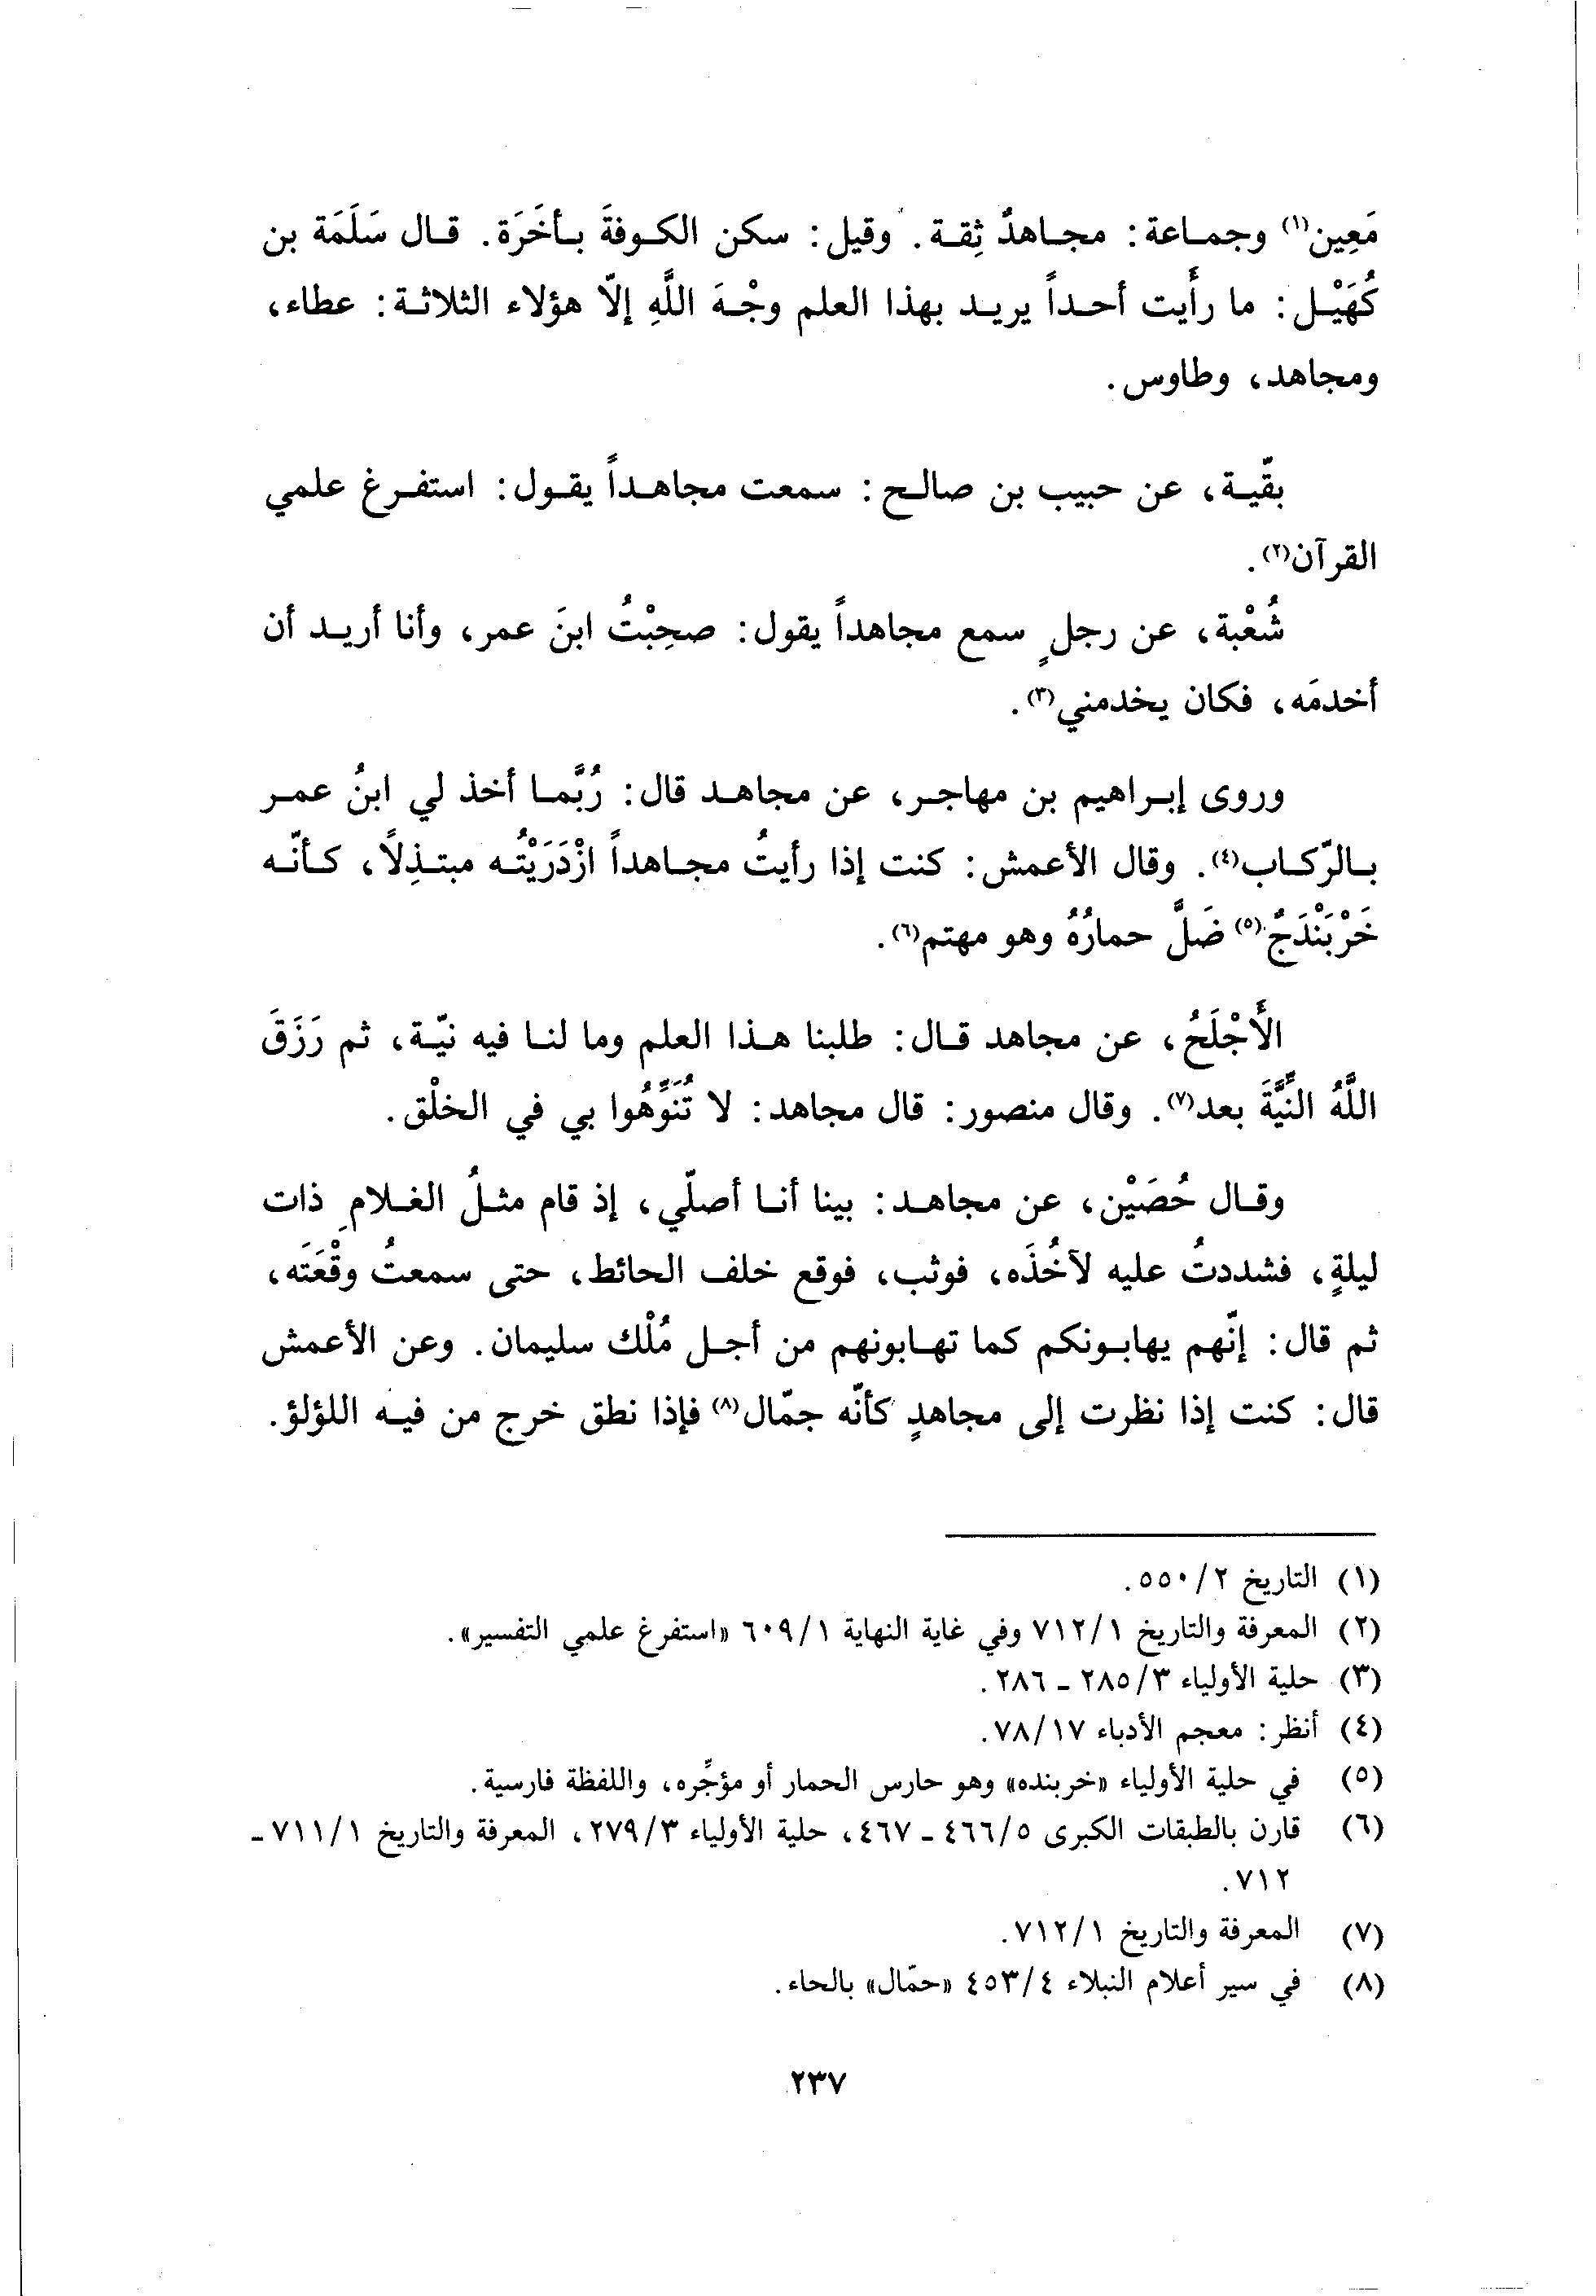 مَعِين(١) وجماعة: مجاهدٌ ثِقة. وقيل: سكن الكوفةَ بأخَرَة. قال سَلَمَة بن
كُهَيْل: ما رأَيت أحداً يريد بهذا العلم وجْهَ اللَّهِ إلّا هؤلاء الثلاثة: عطاء،
ومجاهد، وطاوس.
بقّية، عن حبيب بن صالح: سمعت مجاهداً يقول: استفرغ علمي
القرآن(٢).
شُعْبة، عن رجلٍ سمع مجاهداً يقول: صحِبْتُ ابنَ عمر، وأنا أريد أن
أخدمَه، فكان يخدمني(٣).
وروى إبراهيم بن مهاجر، عن مجاهد قال: رُبَّما أخذ لي ابنُ عمر
بالرّكاب(٤). وقال الأعمش: كنت إذا رأيتُ مجاهداً ازْدَرَيْتُه مبتذِلاً، كأنّه
خَرْبَنْدَجٌ(٥) ضَلَّ حمارُهُ وهو مهتم(٦).
الأَجْلَحُ، عن مجاهد قال: طلبنا هذا العلم وما لنا فيه نيّة، ثم رَزَقَ
اللَّهُ النِّيَّةَ بعد(٧). وقال منصور: قال مجاهد: لا تُنَوِّهُوا بي في الخلْق.
وقال حُصَيْن، عن مجاهد: بينا أنا أصلّي، إذ قام مثلُ الغلامِ ذات
ليلةٍ، فشددتُ عليه لآخُذَه، فوثب، فوقع خلف الحائط، حتى سمعتُ وقْعَتَه،
ثم قال: إنّهم يهابونكم كما تهابونهم من أجل مُلْك سليمان. وعن الأعمش
قال: كنت إذا نظرت إلى مجاهدٍ كأنّه جمّال(٨) فإذا نطق خرج من فيه اللؤلؤ.
(١) التاريخ ٢/٥٥٠.
(٢) المعرفة والتاريخ ١/٧١٢ وفي غاية النهاية ١/٦٠٩ «استفرغ علمي التفسير».
(٣) حلية الأولياء ٣/٢٨٥ ـ ٢٨٦.
(٤) أنظر: معجم الأدباء ١٧/٧٨.
(٥) في حلية الأولياء «خربنده» وهو حارس الحمار أو مؤجِّره، واللفظة فارسية.
(٦) قارن بالطبقات الكبرى ٥/٤٦٦ ـ ٤٦٧، حلية الأولياء ٣/٢٧٩، المعرفة والتاريخ ١/٧١١ ـ
٧١٢.
(٧) المعرفة والتاريخ ١/٧١٢.
(٨) في سير أعلام النبلاء ٤/٤٥٣ «حمّال» بالحاء.
٢٣٧